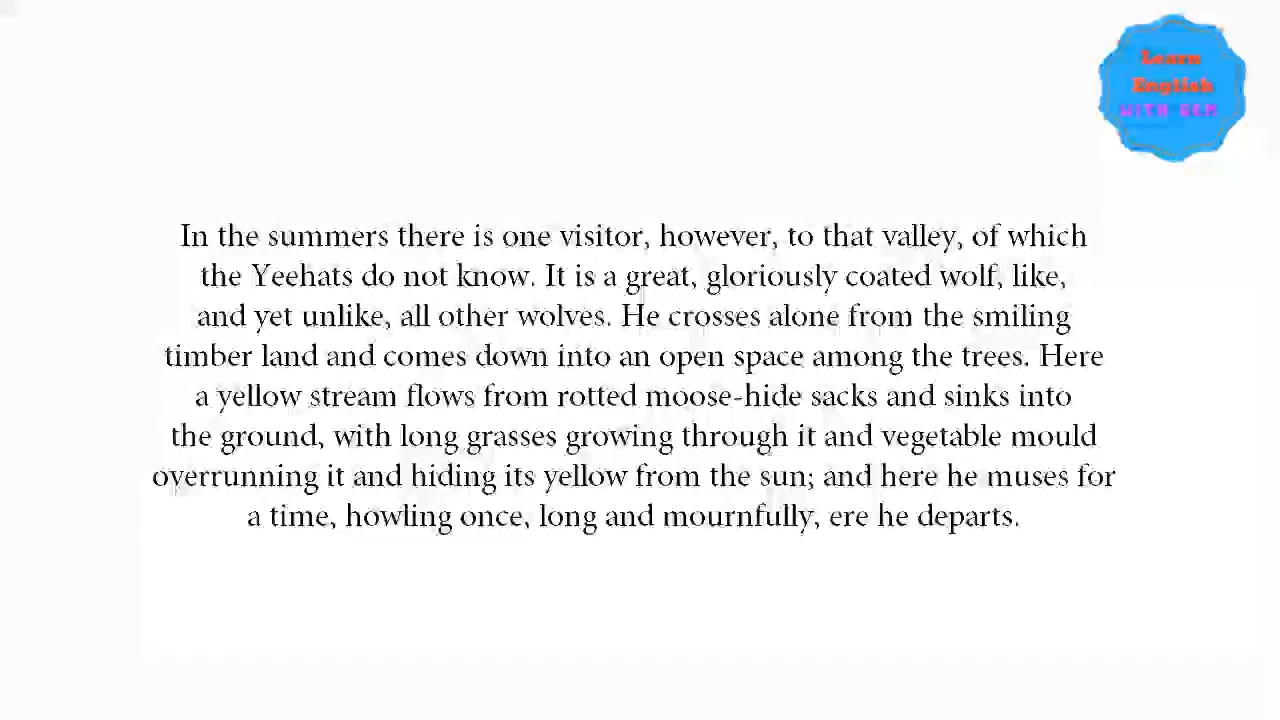 Learn
English
WITH GEM
In the summers there is one visitor, however, to that valley, of which
the Yeehats do not know. It is a great, gloriously coated wolf, like,
and yet unlike, all other wolves. He crosses alone from the smiling
timber land and comes down into an open space among the trees. Here
a yellow stream flows from rotted moose-hide sacks and sinks into
the ground, with long grasses growing through it and vegetable mould
overrunning it and hiding its yellow from the sun; and here he muses for
a time, howling once, long and mournfully, ere he departs.